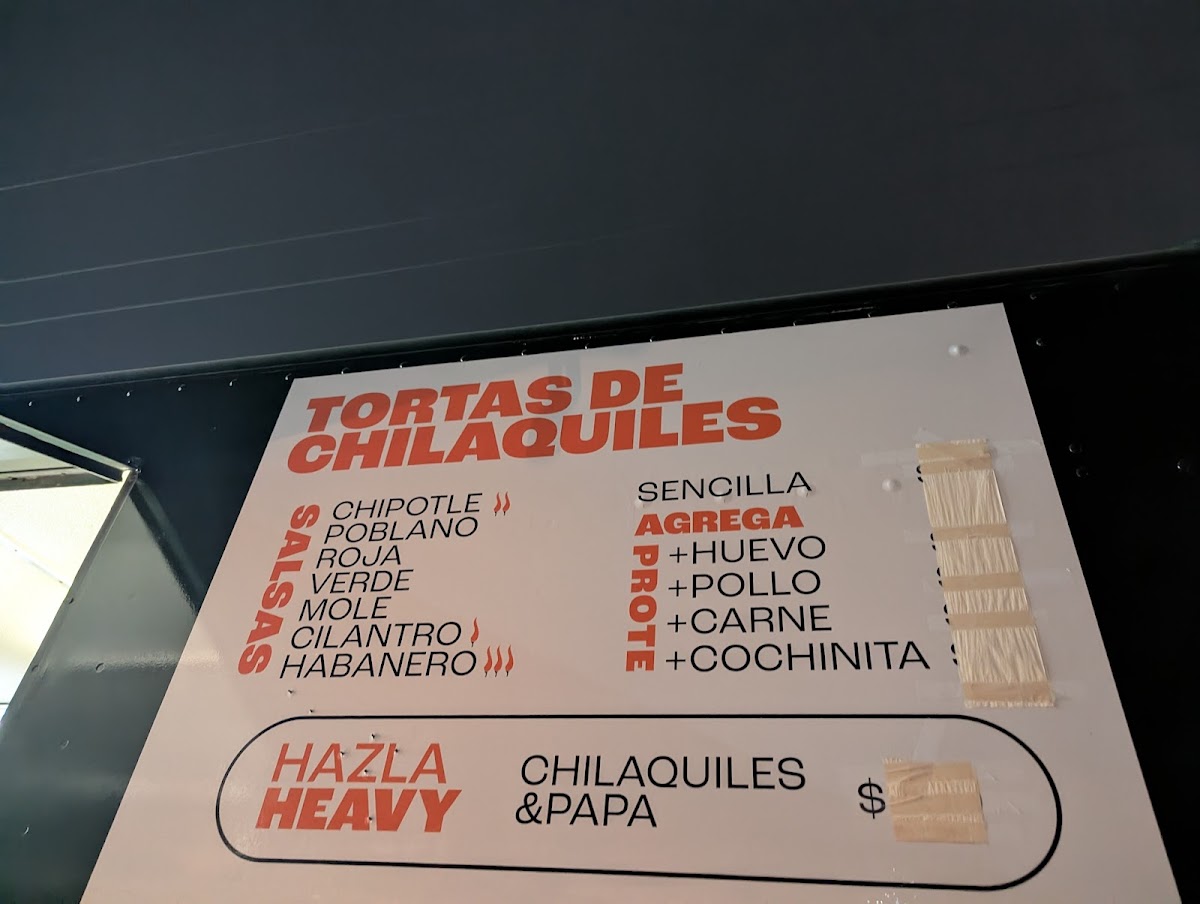 TORTAS DE
CHILAQUILES
SALSAS
CHIPOTLE
POBLANO
ROJA
VERDE
MOLE
CILANTRO
HABANERO
SENCILLA
AGREGA
PROTE
+HUEVO
+POLLO
+CARNE
+COCHINITA
HAZLA
HEAVY
CHILAQUILES
&PAPA
$